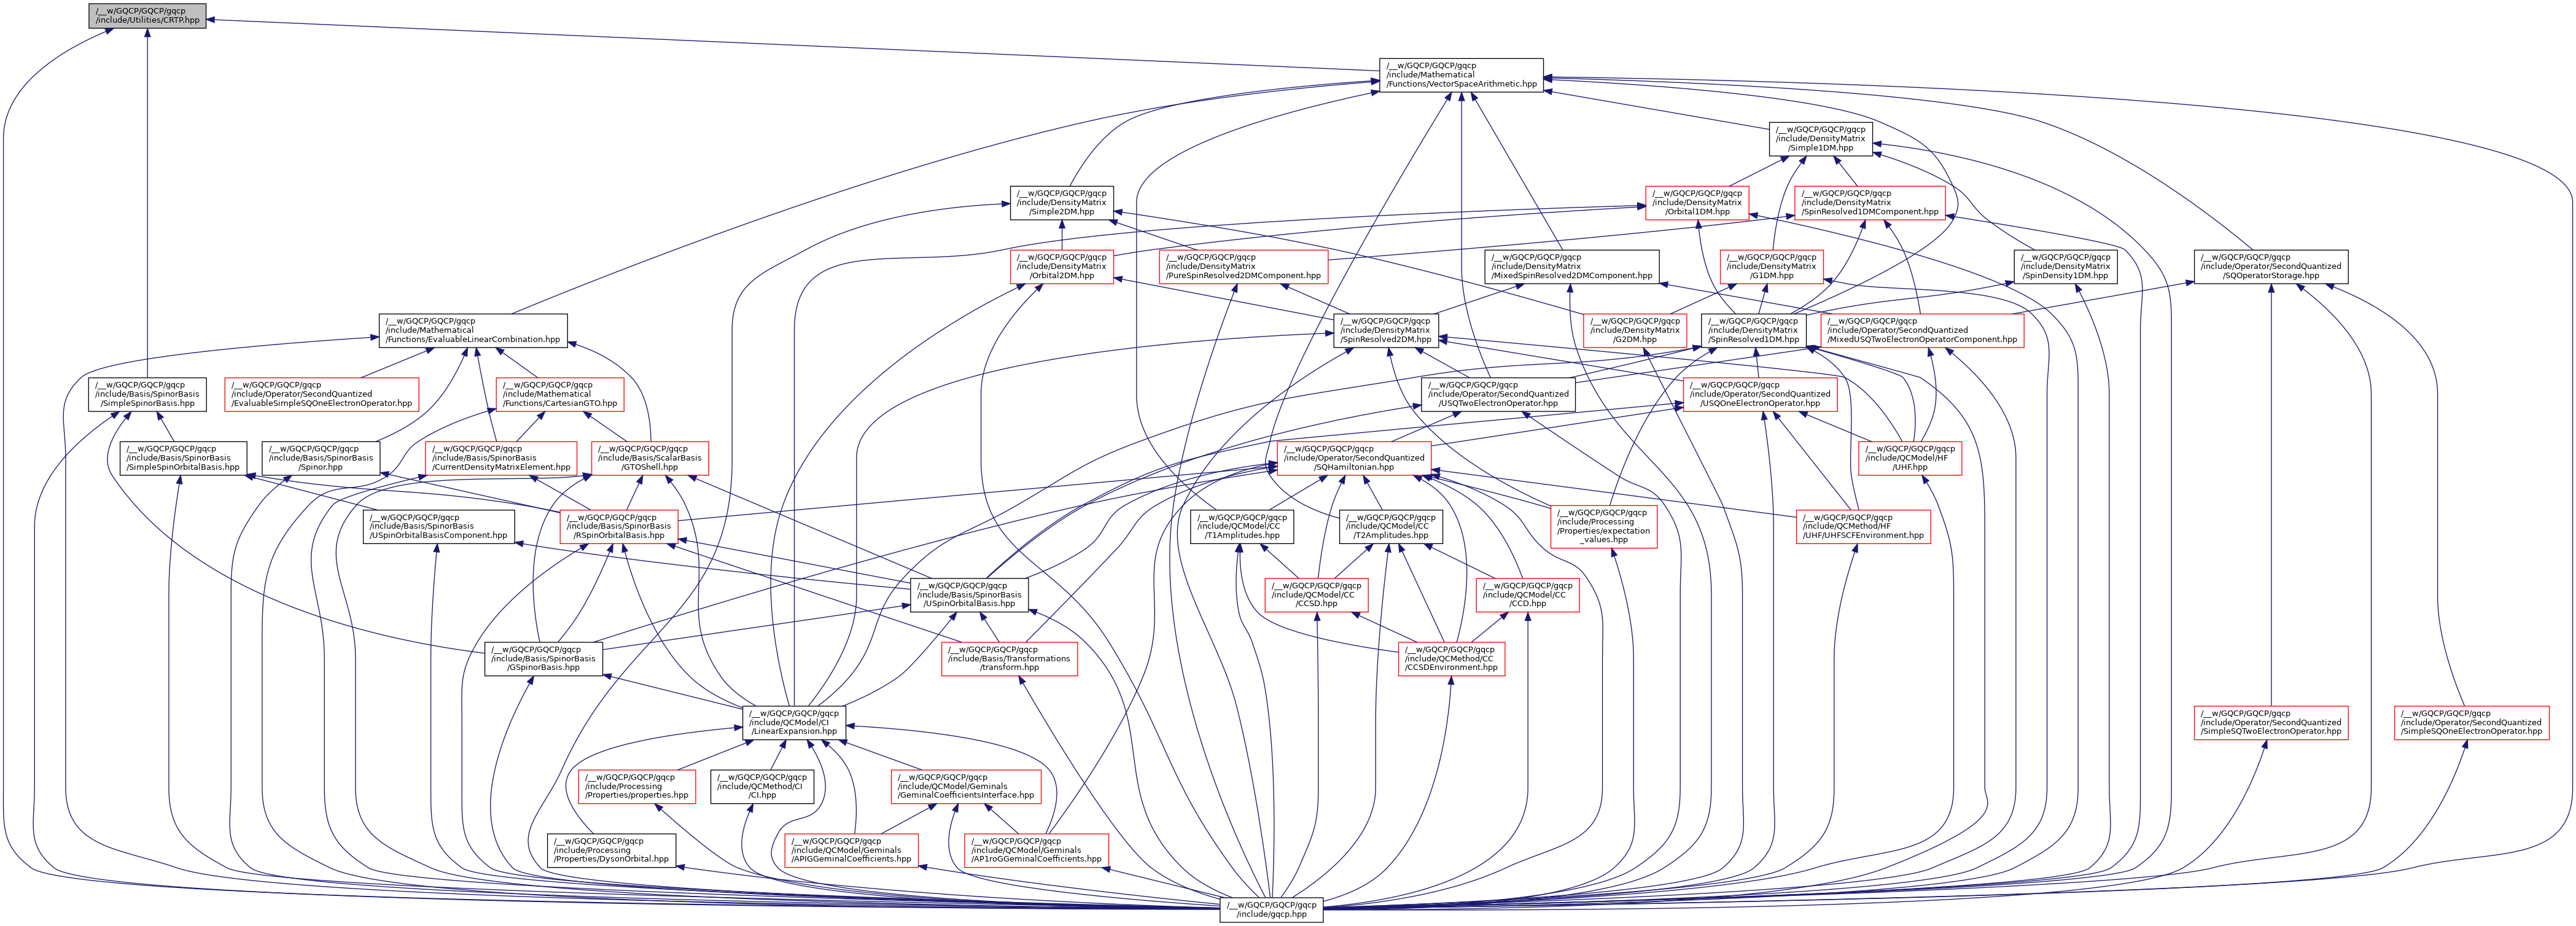 /__w/GQCP/GQCP/gqcp
/include/Utilities/CRTP.hpp
/__w/GQCP/GQCP/gqcp
/include/Mathematical
/Functions/VectorSpaceArithmetic.hpp
/__w/GQCP/GQCP/gqcp
/include/DensityMatrix
/Simple1DM.hpp
/__w/GQCP/GQCP/gqcp
/include/DensityMatrix
/Simple2DM.hpp
/__w/GQCP/GQCP/gqcp
/include/DensityMatrix
/Orbital1DM.hpp
/__w/GQCP/GQCP/gqcp
/include/DensityMatrix
/SpinResolved1DMComponent.hpp
/__w/GQCP/GQCP/gqcp
/include/DensityMatrix
/Orbital2DM.hpp
/__w/GQCP/GQCP/gqcp
/include/DensityMatrix
/PureSpinResolved2DMComponent.hpp
/__w/GQCP/GQCP/gqcp
/include/DensityMatrix
/MixedSpinResolved2DMComponent.hpp
/__w/GQCP/GQCP/gqcp
/include/DensityMatrix
/G1DM.hpp
/__w/GQCP/GQCP/gqcp
/include/DensityMatrix
/SpinDensity1DM.hpp
/__w/GQCP/GQCP/gqcp
/include/Operator/SecondQuantized
/SQOperatorStorage.hpp
/__w/GQCP/GQCP/gqcp
/include/Mathematical
/Functions/EvaluableLinearCombination.hpp
/__w/GQCP/GQCP/gqcp
/include/DensityMatrix
/SpinResolved2DM.hpp
/__w/GQCP/GQCP/gqcp
/include/DensityMatrix
/G2DM.hpp
/__w/GQCP/GQCP/gqcp
/include/DensityMatrix
/SpinResolved1DM.hpp
/__w/GQCP/GQCP/gqcp
/include/Operator/SecondQuantized
/MixedUSQTwoElectronOperatorComponent.hpp
/__w/GQCP/GQCP/gqcp
/include/Basis/SpinorBasis
/SimpleSpinorBasis.hpp
/__w/GQCP/GQCP/gqcp
/include/Operator/SecondQuantized
/EvaluableSimpleSQOneElectronOperator.hpp
/__w/GQCP/GQCP/gqcp
/include/Mathematical
/Functions/CartesianGTO.hpp
/__w/GQCP/GQCP/gqcp
/include/Operator/SecondQuantized
/USQTwoElectronOperator.hpp
/__w/GQCP/GQCP/gqcp
/include/Operator/SecondQuantized
/USQOneElectronOperator.hpp
/__w/GQCP/GQCP/gqcp
/include/Basis/SpinorBasis
/SimpleSpinOrbitalBasis.hpp
/__w/GQCP/GQCP/gqcp
/include/Basis/SpinorBasis
/Spinor.hpp
/__w/GQCP/GQCP/gqcp
/include/Basis/SpinorBasis
/CurrentDensityMatrixElement.hpp
/__w/GQCP/GQCP/gqcp
/include/Basis/ScalarBasis
/GTOShell.hpp
/__w/GQCP/GQCP/gqcp
/include/Operator/SecondQuantized
/SQHamiltonian.hpp
/__w/GQCP/GQCP/gqcp
/include/QCModel/HF
/UHF.hpp
/__w/GQCP/GQCP/gqcp
/include/Basis/SpinorBasis
/USpinOrbitalBasisComponent.hpp
/__w/GQCP/GQCP/gqcp
/include/Basis/SpinorBasis
/RSpinOrbitalBasis.hpp
/__w/GQCP/GQCP/gqcp
/include/QCModel/CC
/T1Amplitudes.hpp
/__w/GQCP/GQCP/gqcp
/include/QCModel/CC
/T2Amplitudes.hpp
/__w/GQCP/GQCP/gqcp
/include/Processing
/Properties/expectation
_values.hpp
/__w/GQCP/GQCP/gqcp
/include/QCMethod/HF
/UHF/UHFSCFEnvironment.hpp
/__w/GQCP/GQCP/gqcp
/include/Basis/SpinorBasis
/USpinOrbitalBasis.hpp
/__w/GQCP/GQCP/gqcp
/include/QCModel/CC
/CCSD.hpp
/__w/GQCP/GQCP/gqcp
/include/QCModel/CC
/CCD.hpp
/__w/GQCP/GQCP/gqcp
/include/Basis/SpinorBasis
/GSpinorBasis.hpp
/__w/GQCP/GQCP/gqcp
/include/Basis/Transformations
/transform.hpp
/__w/GQCP/GQCP/gqcp
/include/QCMethod/CC
/CCSDEnvironment.hpp
/__w/GQCP/GQCP/gqcp
/include/QCModel/CI
/LinearExpansion.hpp
/__w/GQCP/GQCP/gqcp
/include/Operator/SecondQuantized
/SimpleSQTwoElectronOperator.hpp
/__w/GQCP/GQCP/gqcp
/include/Operator/SecondQuantized
/SimpleSQOneElectronOperator.hpp
/__w/GQCP/GQCP/gqcp
/include/Processing
/Properties/properties.hpp
/__w/GQCP/GQCP/gqcp
/include/QCMethod/CI
/CI.hpp
/__w/GQCP/GQCP/gqcp
/include/QCModel/Geminals
/GeminalCoefficientsInterface.hpp
/__w/GQCP/GQCP/gqcp
/include/Processing
/Properties/DysonOrbital.hpp
/__w/GQCP/GQCP/gqcp
/include/QCModel/Geminals
/APIGGeminalCoefficients.hpp
/__w/GQCP/GQCP/gqcp
/include/QCModel/Geminals
/AP1roGGeminalCoefficients.hpp
/__w/GQCP/GQCP/gqcp
/include/gqcp.hpp